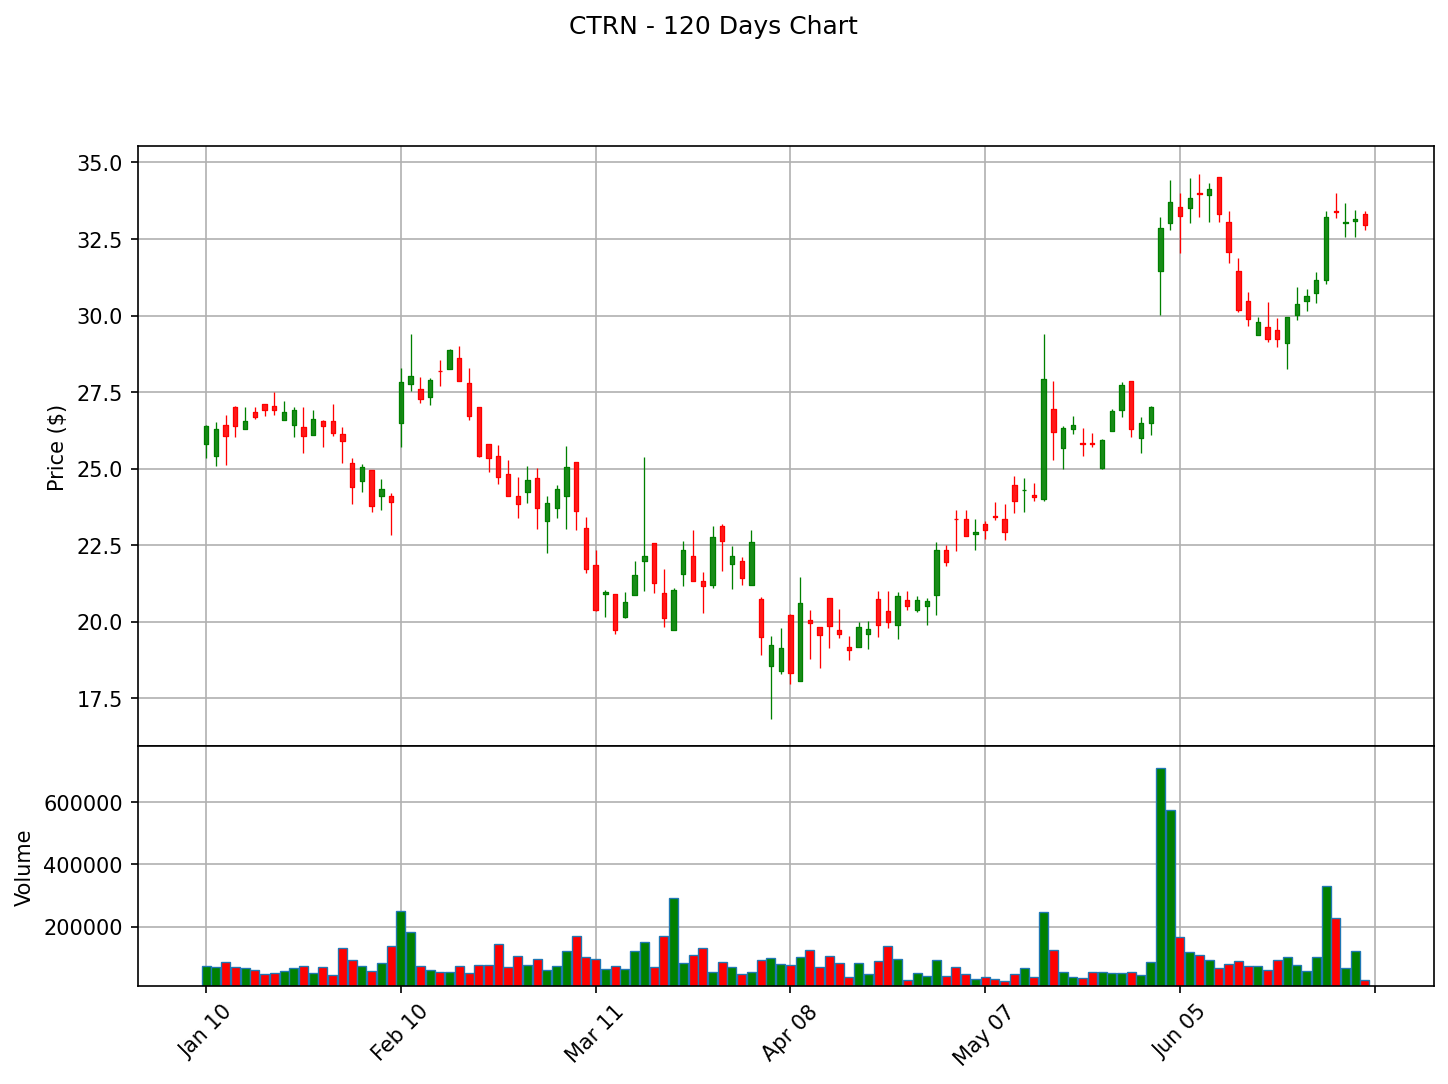 CTRN - 120 Days Chart
35.0
32.5
30.0
27.5
25.0
22.5
20.0
17.5
Price ($)
600000
400000
200000
Volume
Jan 10
Feb 10
Mar 11
Apr 08
May 07
Jun 05